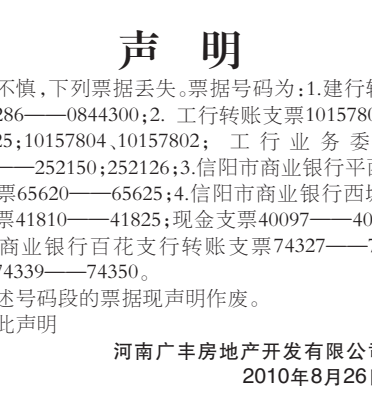 声 明
不慎,下列票据丢失。票据号码为:1.建行转
286——0844300;2. 工行转账支票1015780
25;10157804、10157802; 工行业务委
——252150;252126;3.信阳市商业银行平西
票65620——65625;4.信阳市商业银行西城
票41810——41825;现金支票40097——40
商业银行百花支行转账支票74327——7
74339——74350。
述号码段的票据现声明作废。
此声明
河南广丰房地产开发有限公司
2010年8月26日